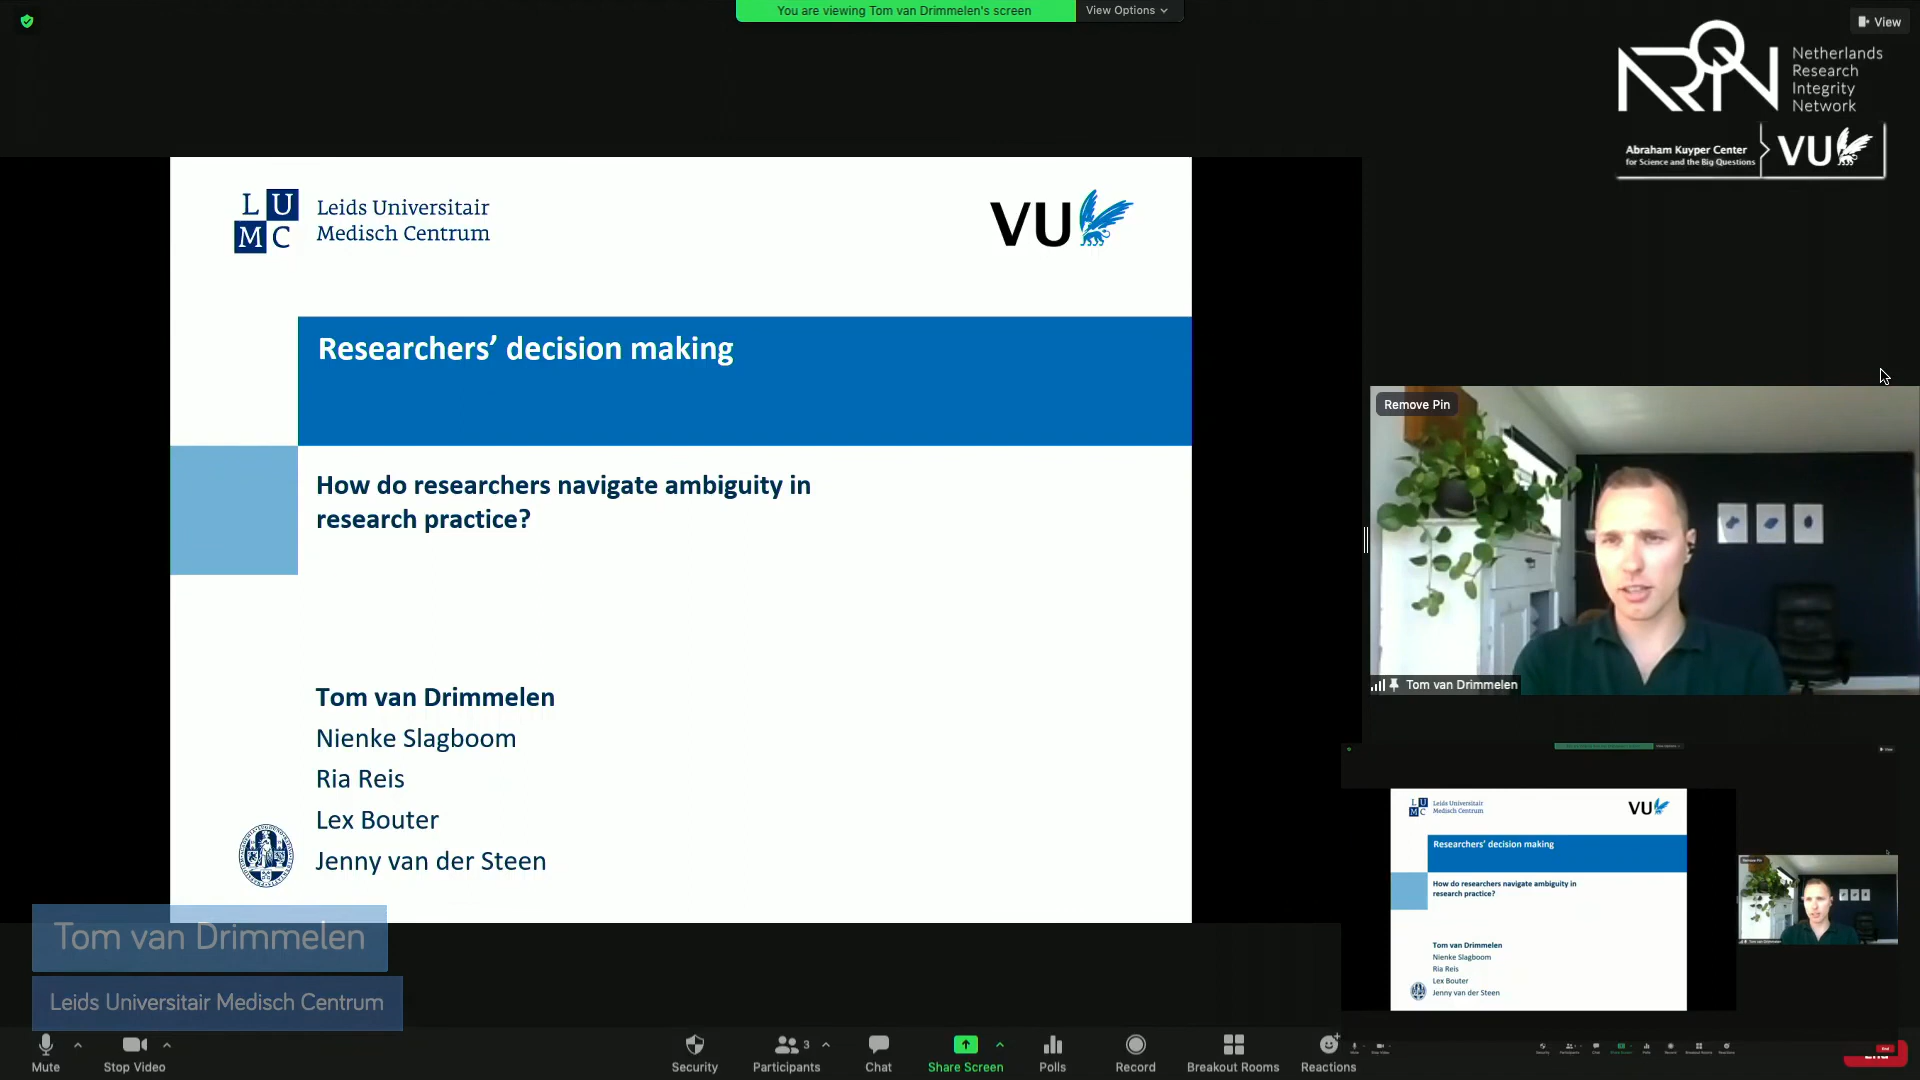 You are viewing Tom van Drimmelen's screen
View Options
View
NRIN
Netherlands
Research
Integrity
Network
Abraham Kuyper Center
for Science and the Big Questions
VU
L U
M C
Leids Universitair
Medisch Centrum
VU
Researchers' decision making
How do researchers navigate ambiguity in
research practice?
Tom van Drimmelen
Nienke Slagboom
Ria Reis
Lex Bouter
Jenny van der Steen
Remove Pin
Tom van Drimmelen
L U
M C
Leids Universitair
Medisch Centrum
VU
Researchers' decision making
How do researchers navigate ambiguity in
research practice?
Tom van Drimmelen
Nienke Slagboom
Ria Reis
Lex Bouter
Jenny van der Steen
Tom van Drimmelen
Leids Universitair Medisch Centrum
Mute
Stop Video
Security
Participants
3
Chat
Share Screen
Polls
Record
Breakout Rooms
Reactions